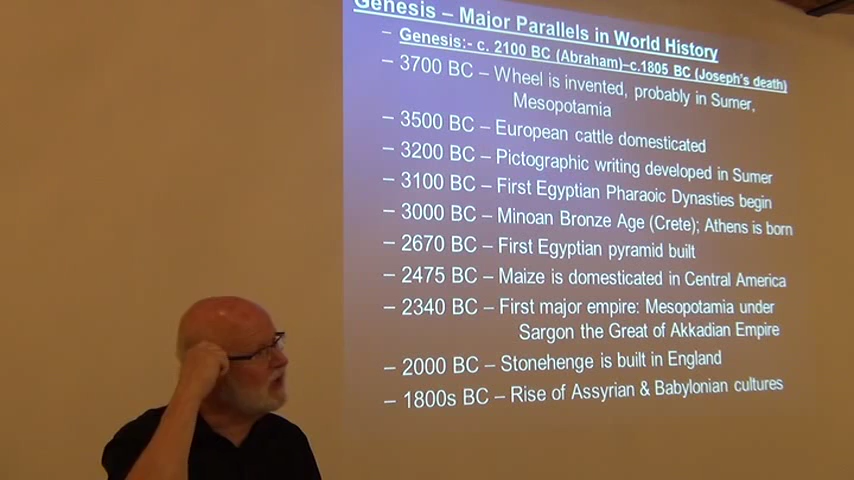 Genesis – Major Parallels in World History
– Genesis:- c. 2100 BC (Abraham)–c.1805 BC (Joseph's death)
– 3700 BC – Wheel is invented, probably in Sumer,
Mesopotamia
– 3500 BC – European cattle domesticated
– 3200 BC – Pictographic writing developed in Sumer
– 3100 BC – First Egyptian Pharaoic Dynasties begin
– 3000 BC – Minoan Bronze Age (Crete); Athens is born
– 2670 BC – First Egyptian pyramid built
– 2475 BC – Maize is domesticated in Central America
– 2340 BC – First major empire: Mesopotamia under
Sargon the Great of Akkadian Empire
– 2000 BC – Stonehenge is built in England
– 1800s BC – Rise of Assyrian & Babylonian cultures